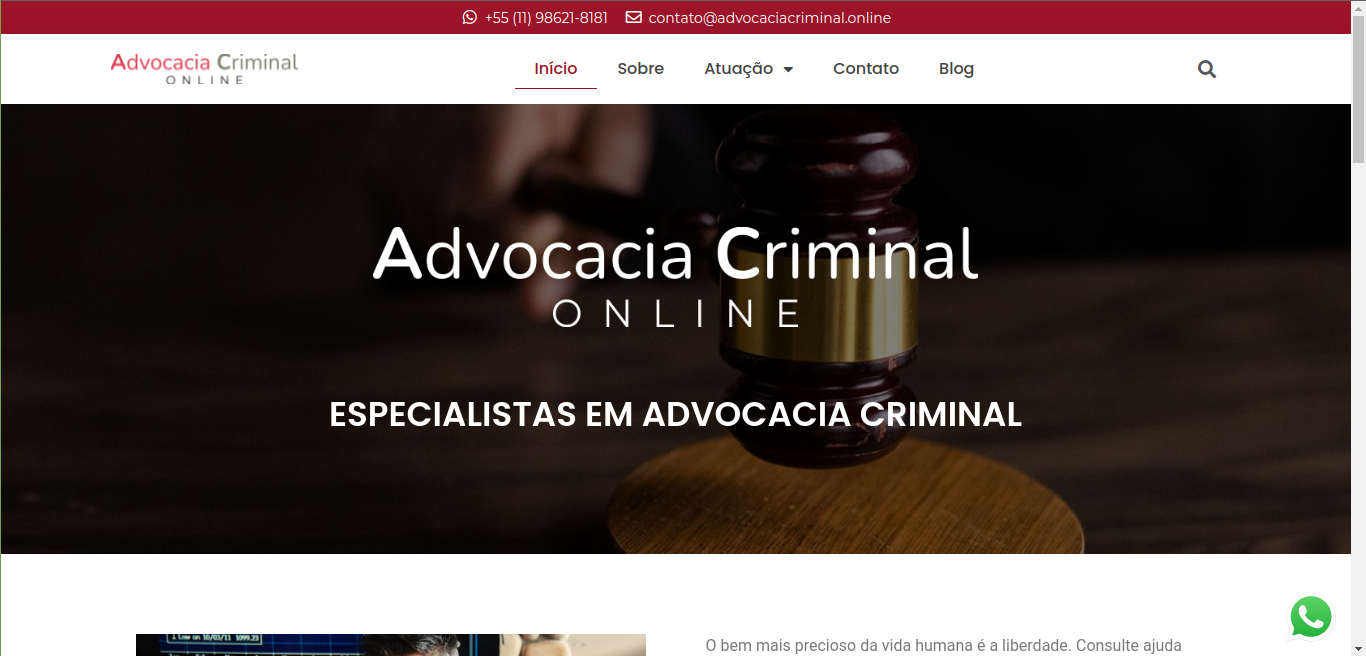 +55 (11) 98621-8181 contato@advocaciacriminal.online
Advocacia Criminal
ONLINE
Início Sobre Atuação Contato Blog
Advocacia Criminal
ONLINE
ESPECIALISTAS EM ADVOCACIA CRIMINAL
O bem mais precioso da vida humana é a liberdade. Consulte ajuda